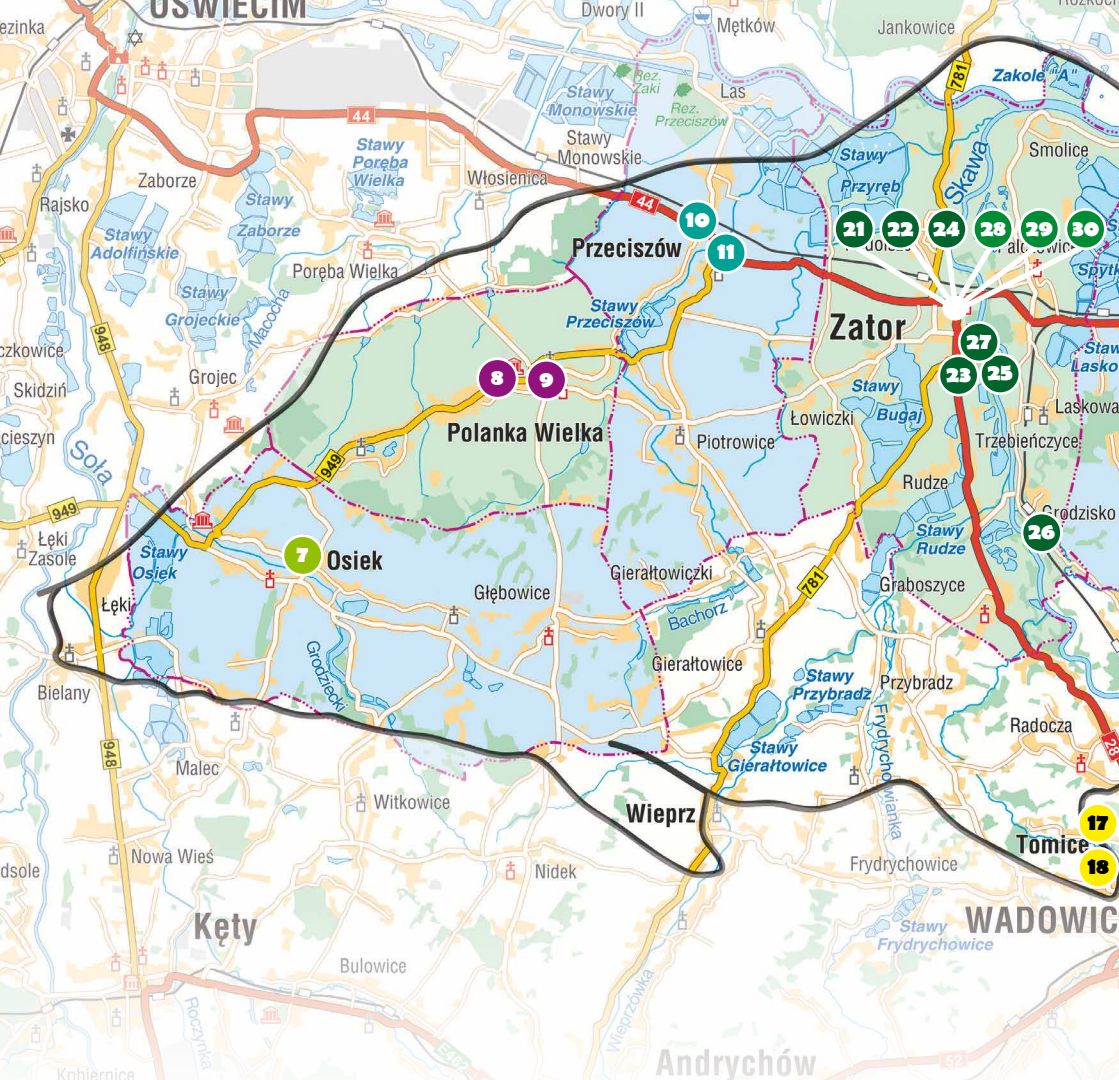 OŚWIĘCIM
Dwory II
Mętków
Jankowice
ezinka
Zakole "A"
781
Rez.
Żaki
Las
Rez.
Przeciszów
Stawy
Monowskie
44
Stawy
Monowskie
Stawy
Poręba
Wielka
Włosienica
Zaborze
Rajsko
Stawy
Zaborze
Stawy
Adolfińskie
Stawy
Przyręb
Skawa
Smolice
44
10
11
Przeciszów
21
22
24
28
29
30
Poręba Wielka
Stawy
Grojeckie
Macocha
Stawy
Przeciszów
Zator
27
23
25
948
czkowice
Skidziń
Grojec
cieszyn
8
9
Polanka Wielka
Stawy
Bugaj
Łowiczki
Piotrowice
Laskowa
Trzebieńczyce
Soła
949
949
Rudze
Grodzisko
26
Stawy
Rudze
Łęki
Zasole
Stawy
Osiek
7
Osiek
Głębowice
Gierałtowiczki
781
Graboszyce
Łęki
Bachorz
Grodziecki
Gierałtowice
Stawy
Przybradz
Przybradz
Bielany
Frydrychowianka
Radocza
28
948
Malec
Stawy
Gierałtowice
Witkowice
Wieprz
17
Tomice
18
Nowa Wieś
dsole
Nidek
Frydrychowice
Kęty
WADOWIC
Stawy
Frydrychowice
Bulowice
Roczynka
Wieprzówka
E462
Andrychów
52
Kobiernice